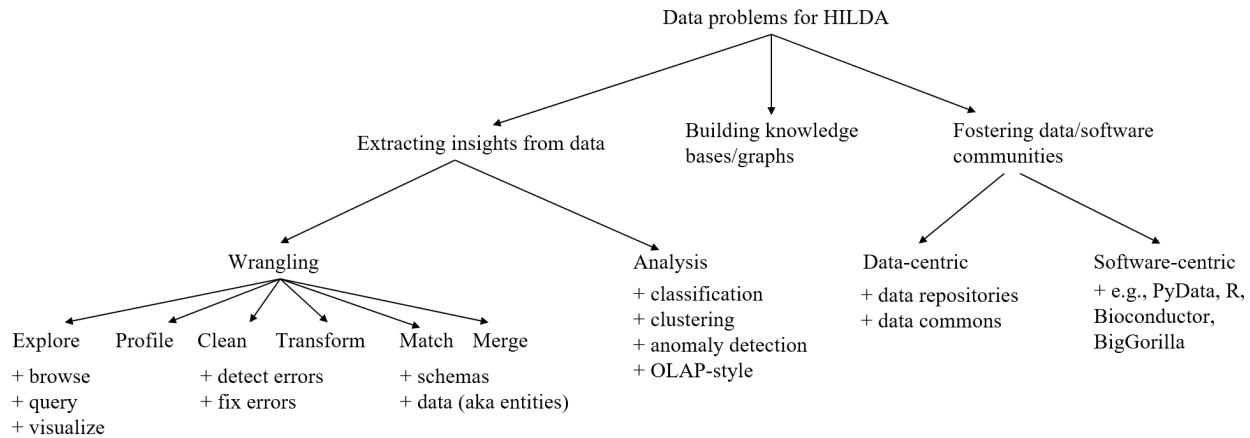 Data problems for HILDA
Extracting insights from data
Building knowledge
bases/graphs
Fostering data/software
communities
Wrangling
Analysis
+ classification
+ clustering
+ anomaly detection
+ OLAP-style
Data-centric
+ data repositories
+ data commons
Software-centric
+ e.g., PyData, R,
Bioconductor,
BigGorilla
Explore
+ browse
+ query
+ visualize
Profile
Clean
+ detect errors
+ fix errors
Transform
Match
+ schemas
+ data (aka entities)
Merge